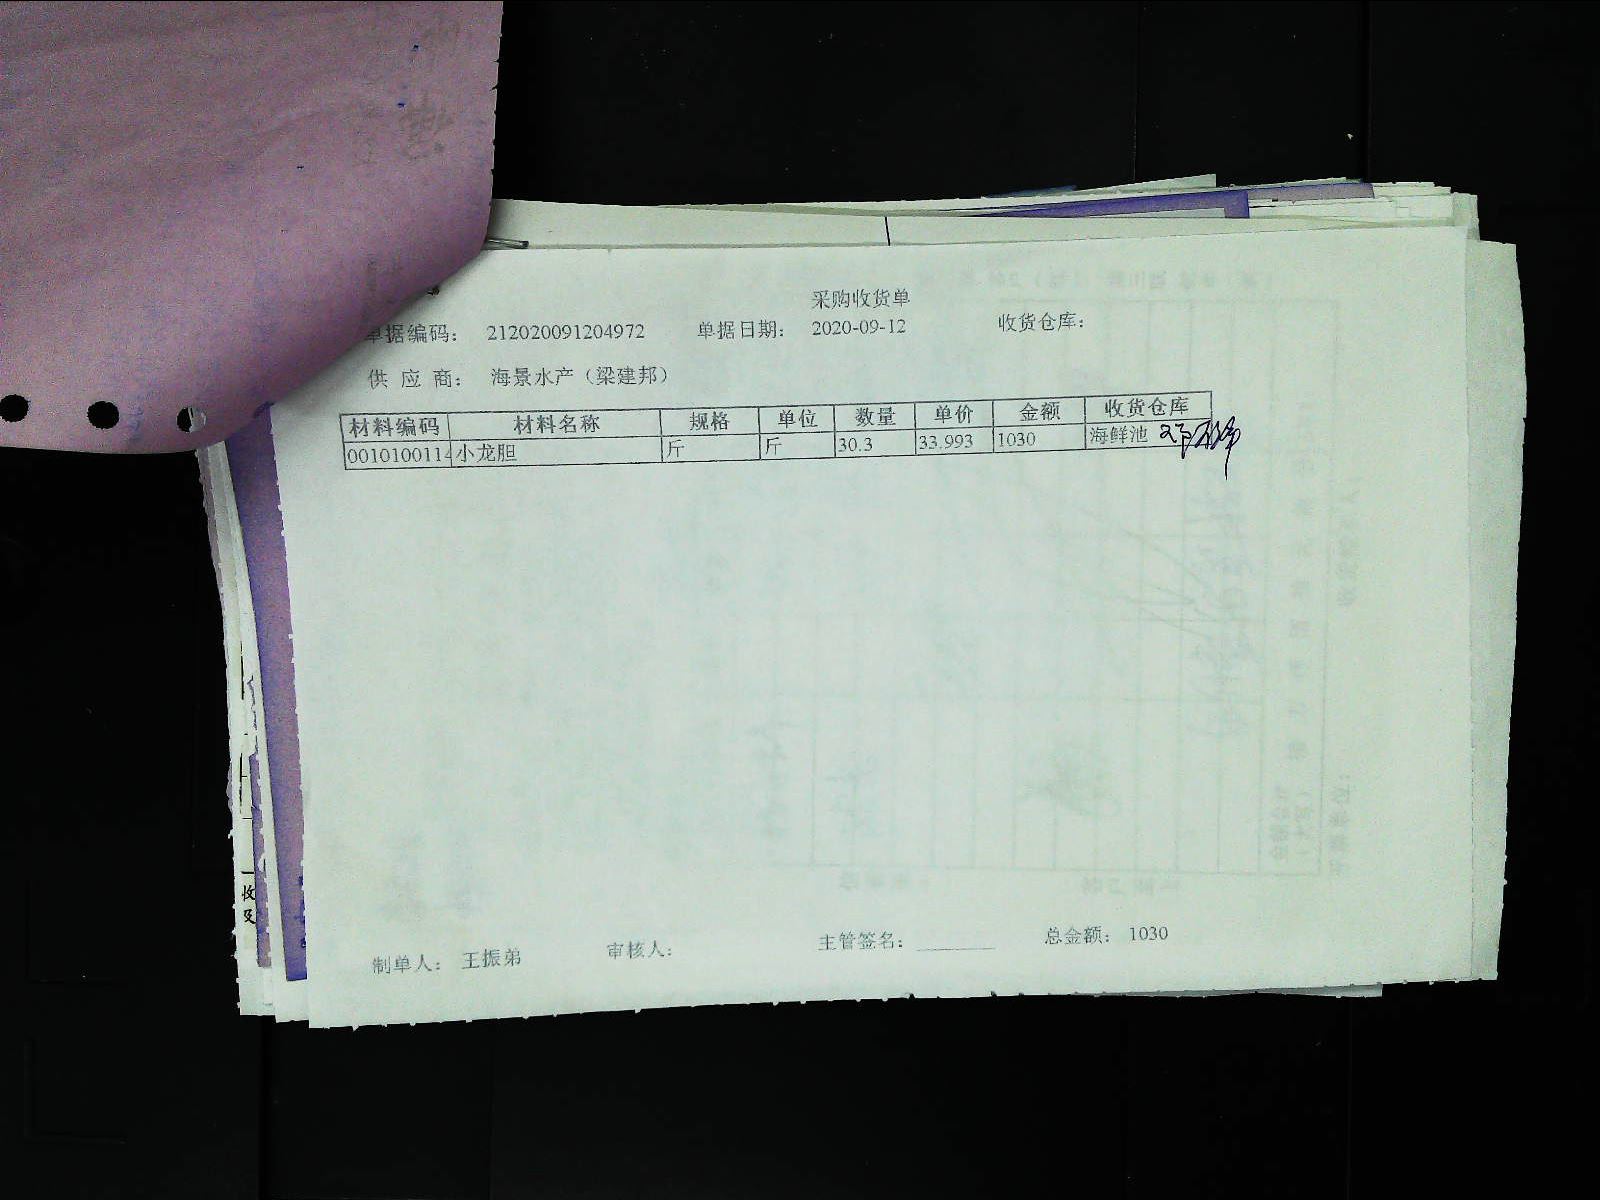 采购收货单
单据编码： 212020091204972 单据日期： 2020-09-12 收货仓库：
供 应 商： 海景水产（梁建邦）
材料编码 材料名称 规格 单位 数量 单价 金额 收货仓库
0010100114 小龙胆 斤 斤 30.3 33.993 1030 海鲜池
制单人： 王振弟 审核人： 主管签名： 总金额： 1030
收
及